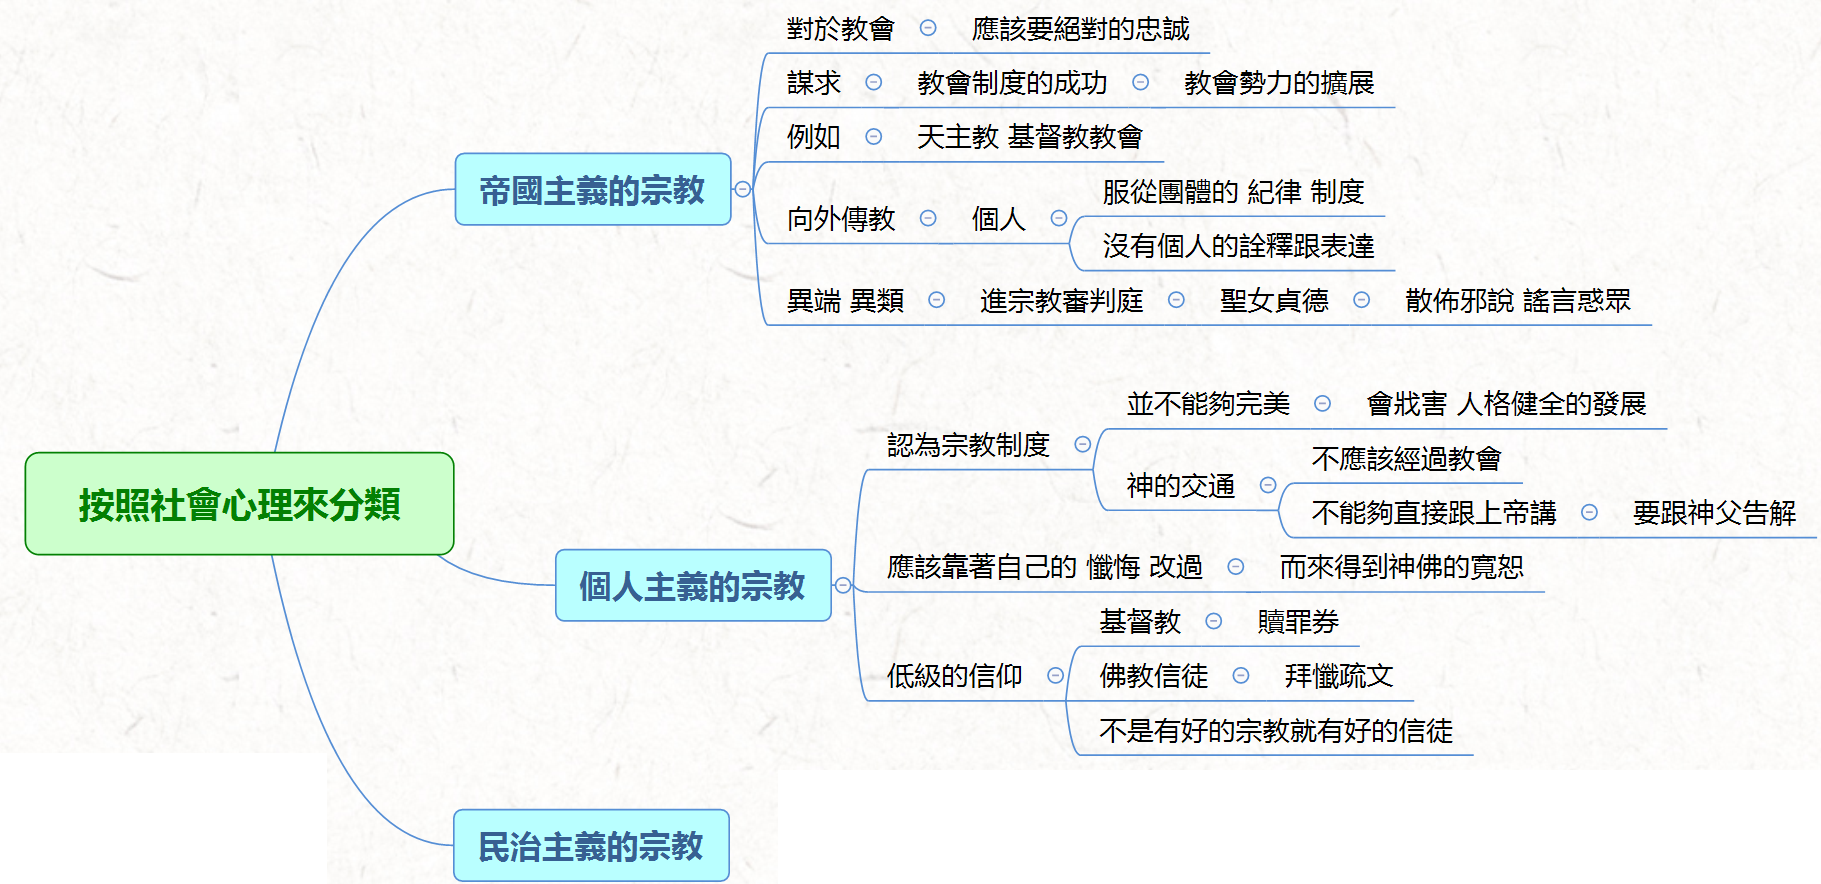 按照社會心理來分類
帝國主義的宗教
對於教會 應該要絕對的忠誠
謀求 教會制度的成功 教會勢力的擴展
例如 天主教 基督教教會
向外傳教 個人
服從團體的 紀律 制度
沒有個人的詮釋跟表達
異端 異類 進宗教審判庭 聖女貞德 散佈邪說 謠言惑眾
個人主義的宗教
認為宗教制度
並不能夠完美 會戕害 人格健全的發展
神的交通
不應該經過教會
不能夠直接跟上帝講 要跟神父告解
應該靠著自己的 懺悔 改過 而來得到神佛的寬恕
低級的信仰
基督教 贖罪券
佛教信徒 拜懺疏文
不是有好的宗教就有好的信徒
民治主義的宗教